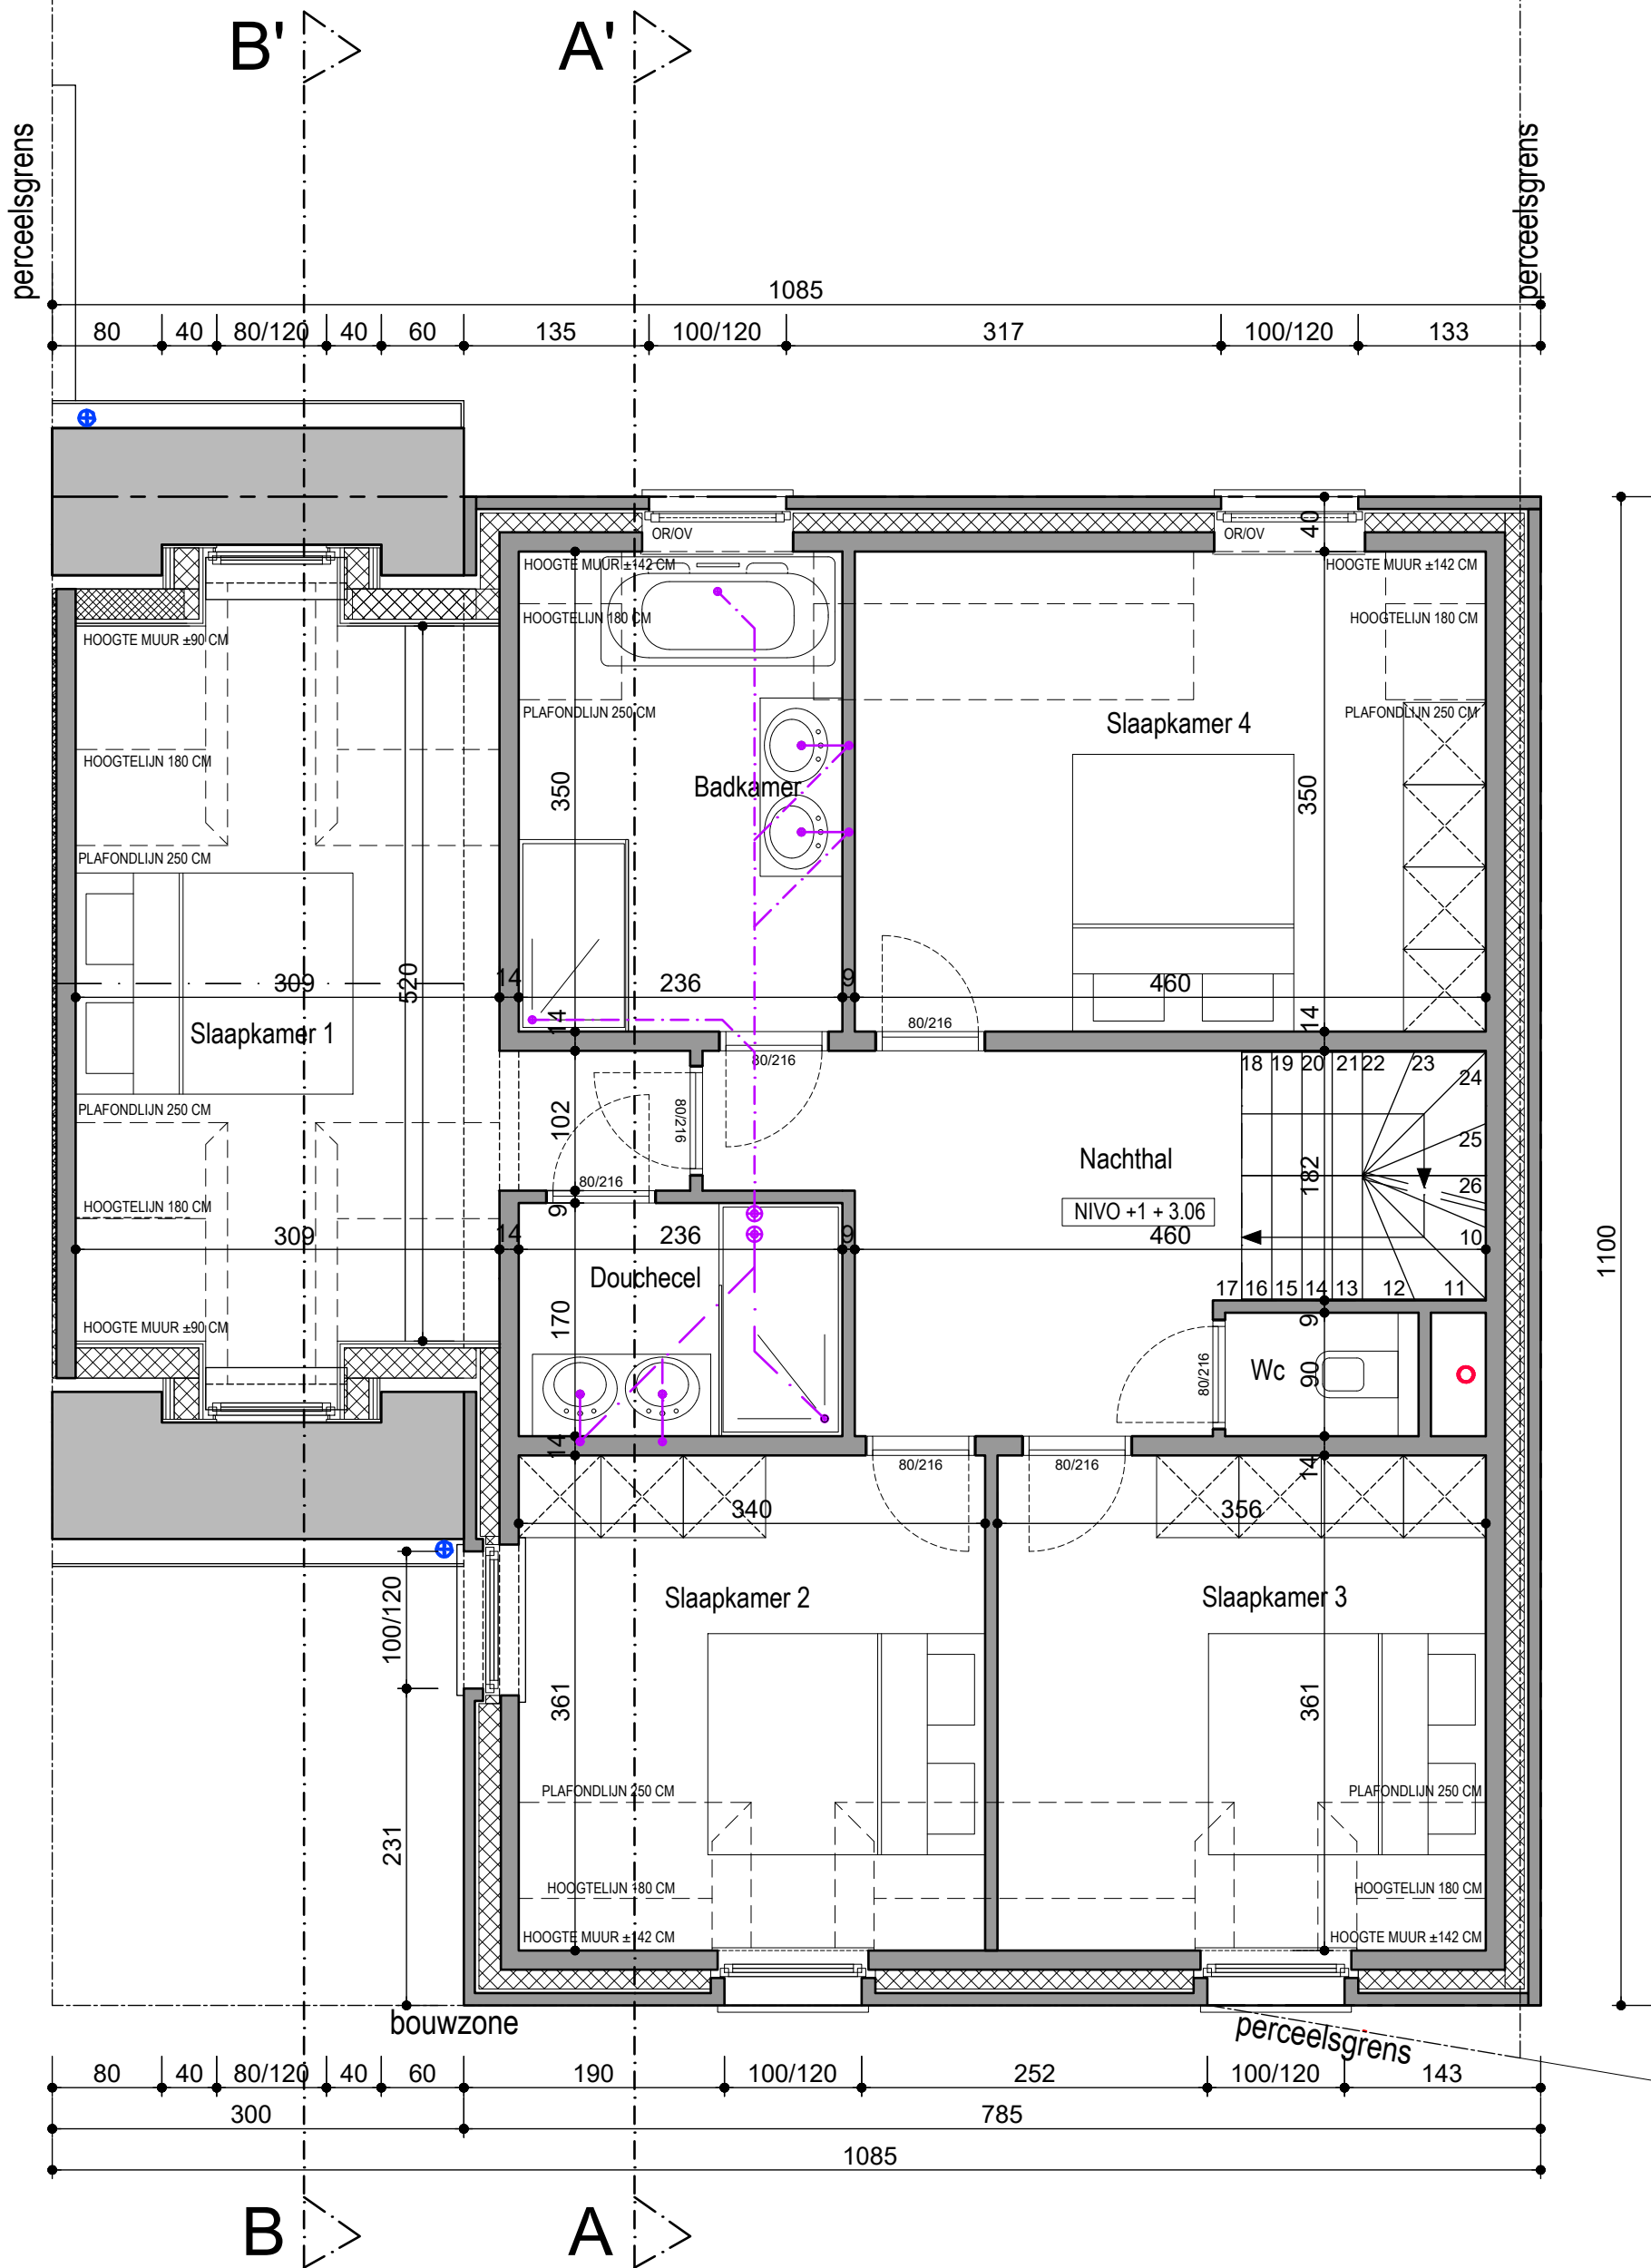 B'
A'
perceelsgrens
perceelsgrens
1085
80 40 80/120 40 60 135 100/120 317 100/120 133
OR/OV
OR/OV
40
HOOGTE MUUR ±142 CM
HOOGTE MUUR ±142 CM
HOOGTE MUUR ±90 CM
HOOGTELIJN 180 CM
HOOGTELIJN 180 CM
PLAFONDLIJN 250 CM
PLAFONDLIJN 250 CM
Slaapkamer 4
HOOGTELIJN 180 CM
Badkamer
350
350
PLAFONDLIJN 250 CM
309
520
14
236
9
460
14
14
80/216
Slaapkamer 1
80/216
18 19 20 21 22 23
24
25
26
10
PLAFONDLIJN 250 CM
102
80/216
80/216
Nachthal
182
NIVO +1 + 3.06
HOOGTELIJN 180 CM
9
309
14
236
9
460
Douchecel
17 16 15 14 13 12 11
170
HOOGTE MUUR ±90 CM
9
Wc
90
80/216
1100
14
80/216
80/216
14
340
356
100/120
Slaapkamer 2
Slaapkamer 3
361
361
231
PLAFONDLIJN 250 CM
PLAFONDLIJN 250 CM
HOOGTELIJN 180 CM
HOOGTELIJN 180 CM
HOOGTE MUUR ±142 CM
HOOGTE MUUR ±142 CM
bouwzone
perceelsgrens
80 40 80/120 40 60 190 100/120 252 100/120 143
300 785
1085
B
A